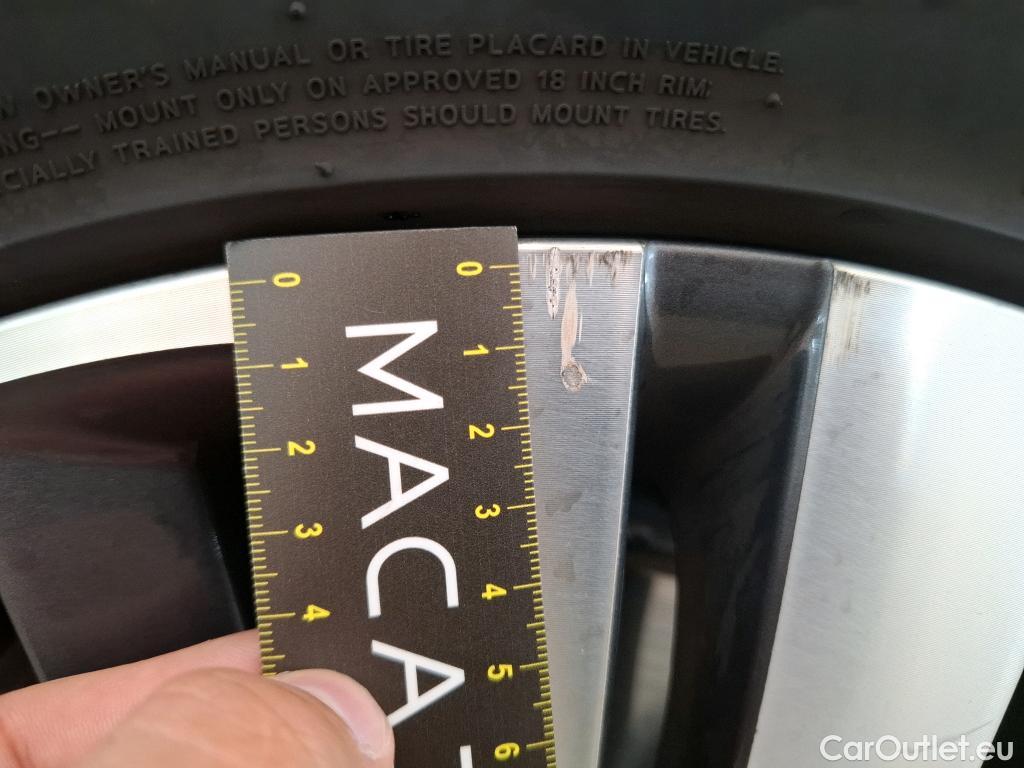 OWNER'S MANUAL OR TIRE PLACARD IN VEHICLE.
MOUNT ONLY ON APPROVED 18 INCH RIM;
TRAINED PERSONS SHOULD MOUNT TIRES.
0 0
1 1
2 2
3 3
4 4
5
6
MACA
CarOutlet.eu